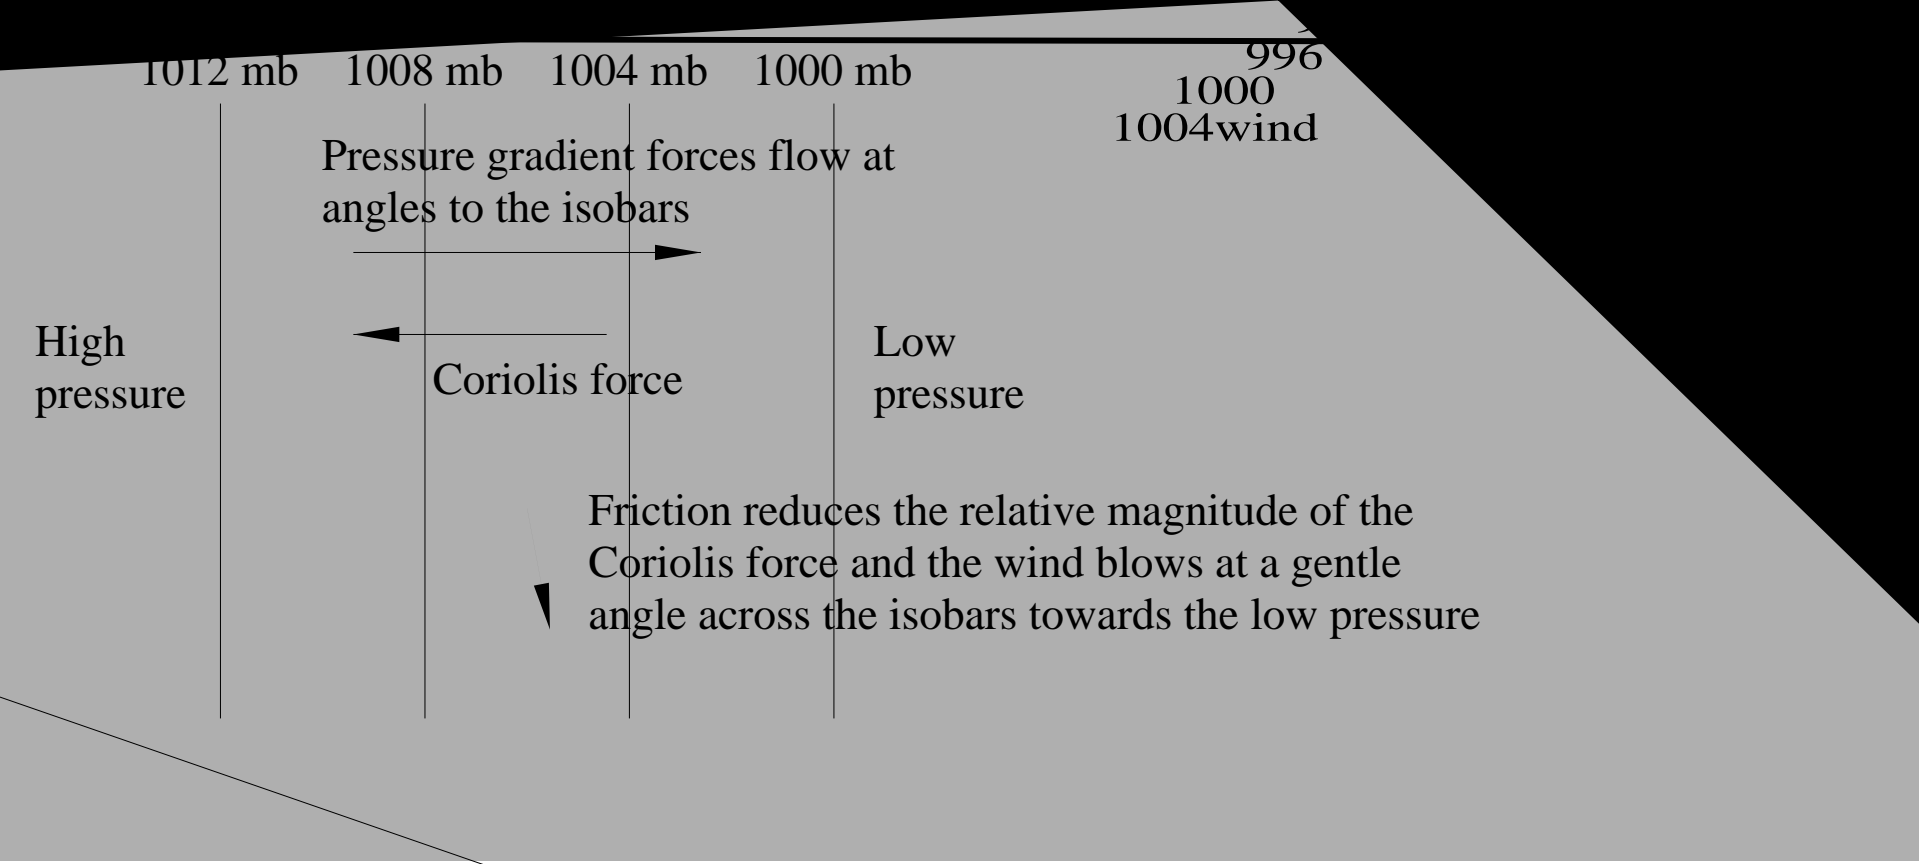 1012 mb 1008 mb 1004 mb 1000 mb
996
1000
1004wind
Pressure gradient forces flow at
angles to the isobars
High
pressure
Coriolis force
Low
pressure
Friction reduces the relative magnitude of the
Coriolis force and the wind blows at a gentle
angle across the isobars towards the low pressure